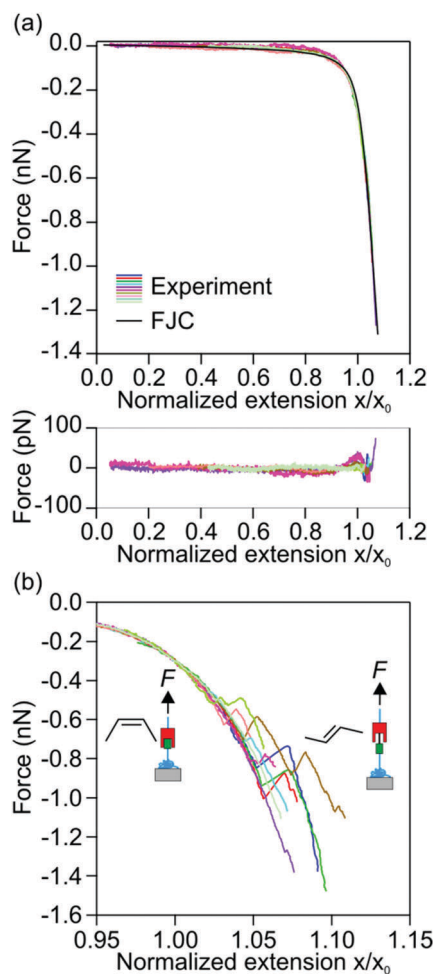 (a)
0.0
-0.2
-0.4
-0.6
-0.8
-1.0
-1.2
-1.4
Force (nN)
Experiment
FJC
0.0 0.2 0.4 0.6 0.8 1.0 1.2
Normalized extension x/x0
100
0
-100
Force (pN)
0.0 0.2 0.4 0.6 0.8 1.0 1.2
Normalized extension x/x0
(b)
0.0
-0.2
-0.4
-0.6
-0.8
-1.0
-1.2
-1.4
-1.6
Force (nN)
F
F
0.95 1.00 1.05 1.10 1.15
Normalized extension x/x0